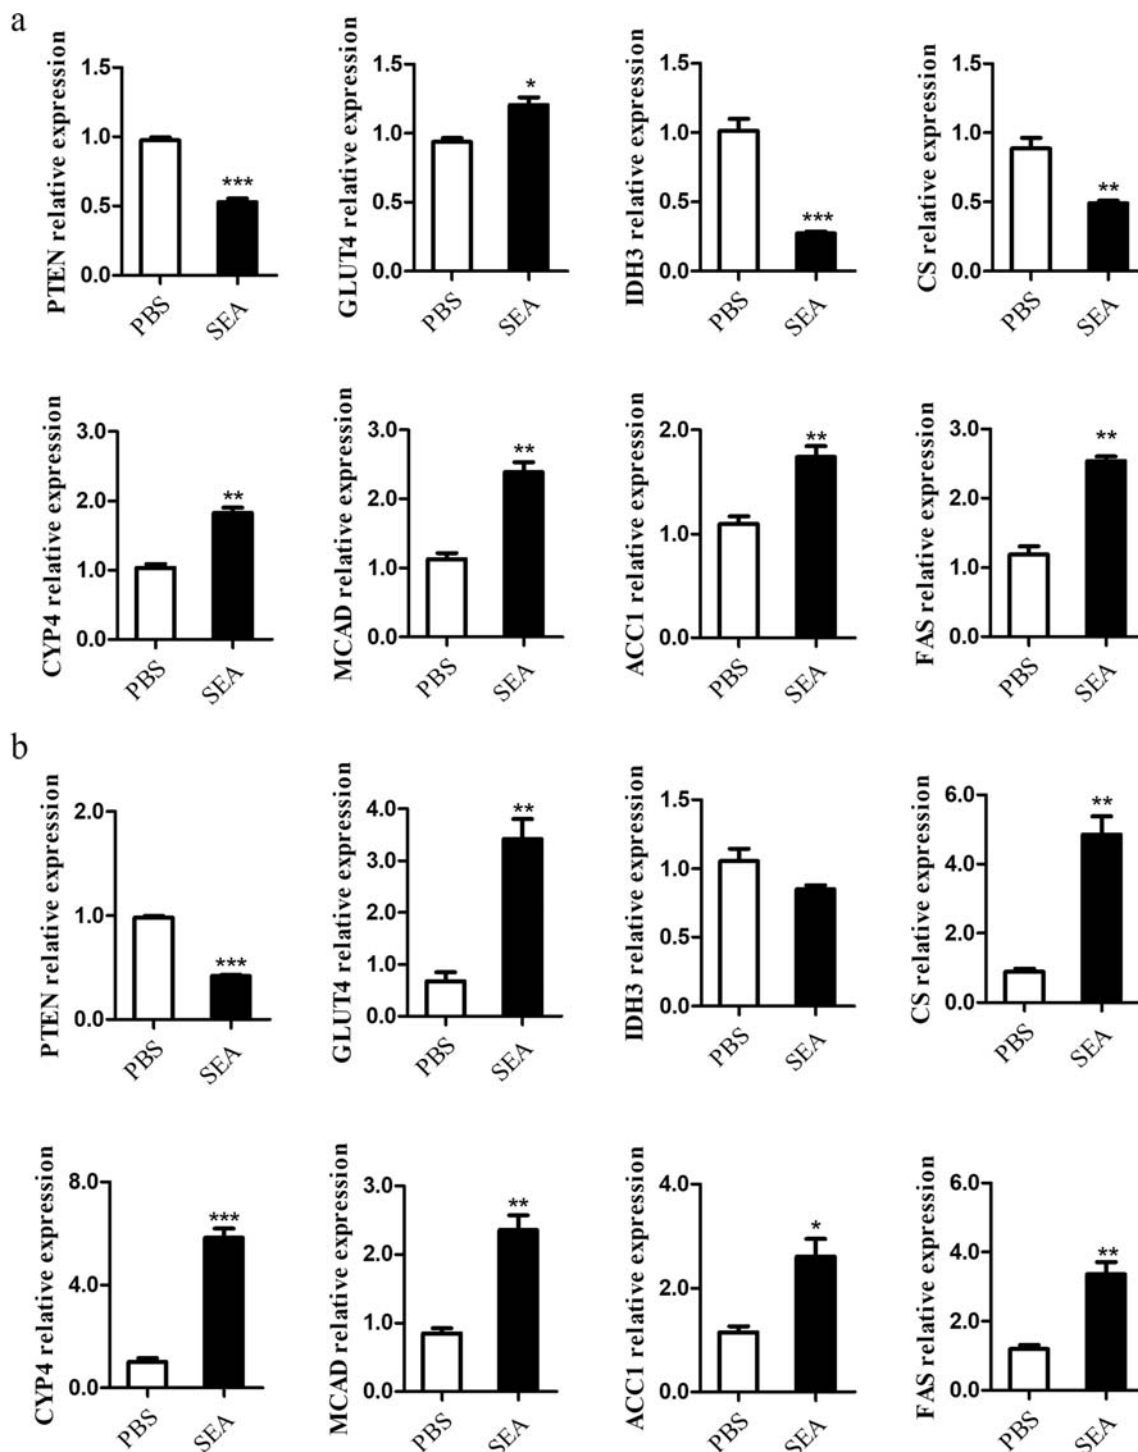 a
PTEN relative expression
1.5
1.0
0.5
0.0
***
PBS
SEA
GLUT4 relative expression
1.5
1.0
0.5
0.0
*
PBS
SEA
IDH3 relative expression
1.5
1.0
0.5
0.0
***
PBS
SEA
CS relative expression
1.5
1.0
0.5
0.0
**
PBS
SEA
CYP4 relative expression
3.0
2.0
1.0
0.0
**
PBS
SEA
MCAD relative expression
3.0
2.0
1.0
0.0
**
PBS
SEA
ACC1 relative expression
2.0
1.0
0.0
**
PBS
SEA
FAS relative expression
3.0
2.0
1.0
0.0
**
PBS
SEA
b
PTEN relative expression
2.0
1.0
0.0
***
PBS
SEA
GLUT4 relative expression
4.0
3.0
2.0
1.0
0.0
**
PBS
SEA
IDH3 relative expression
1.5
1.0
0.5
0.0
PBS
SEA
CS relative expression
6.0
4.0
2.0
0.0
**
PBS
SEA
CYP4 relative expression
8.0
4.0
0.0
***
PBS
SEA
MCAD relative expression
3.0
2.0
1.0
0.0
**
PBS
SEA
ACC1 relative expression
4.0
2.0
0.0
*
PBS
SEA
FAS relative expression
6.0
4.0
2.0
0.0
**
PBS
SEA